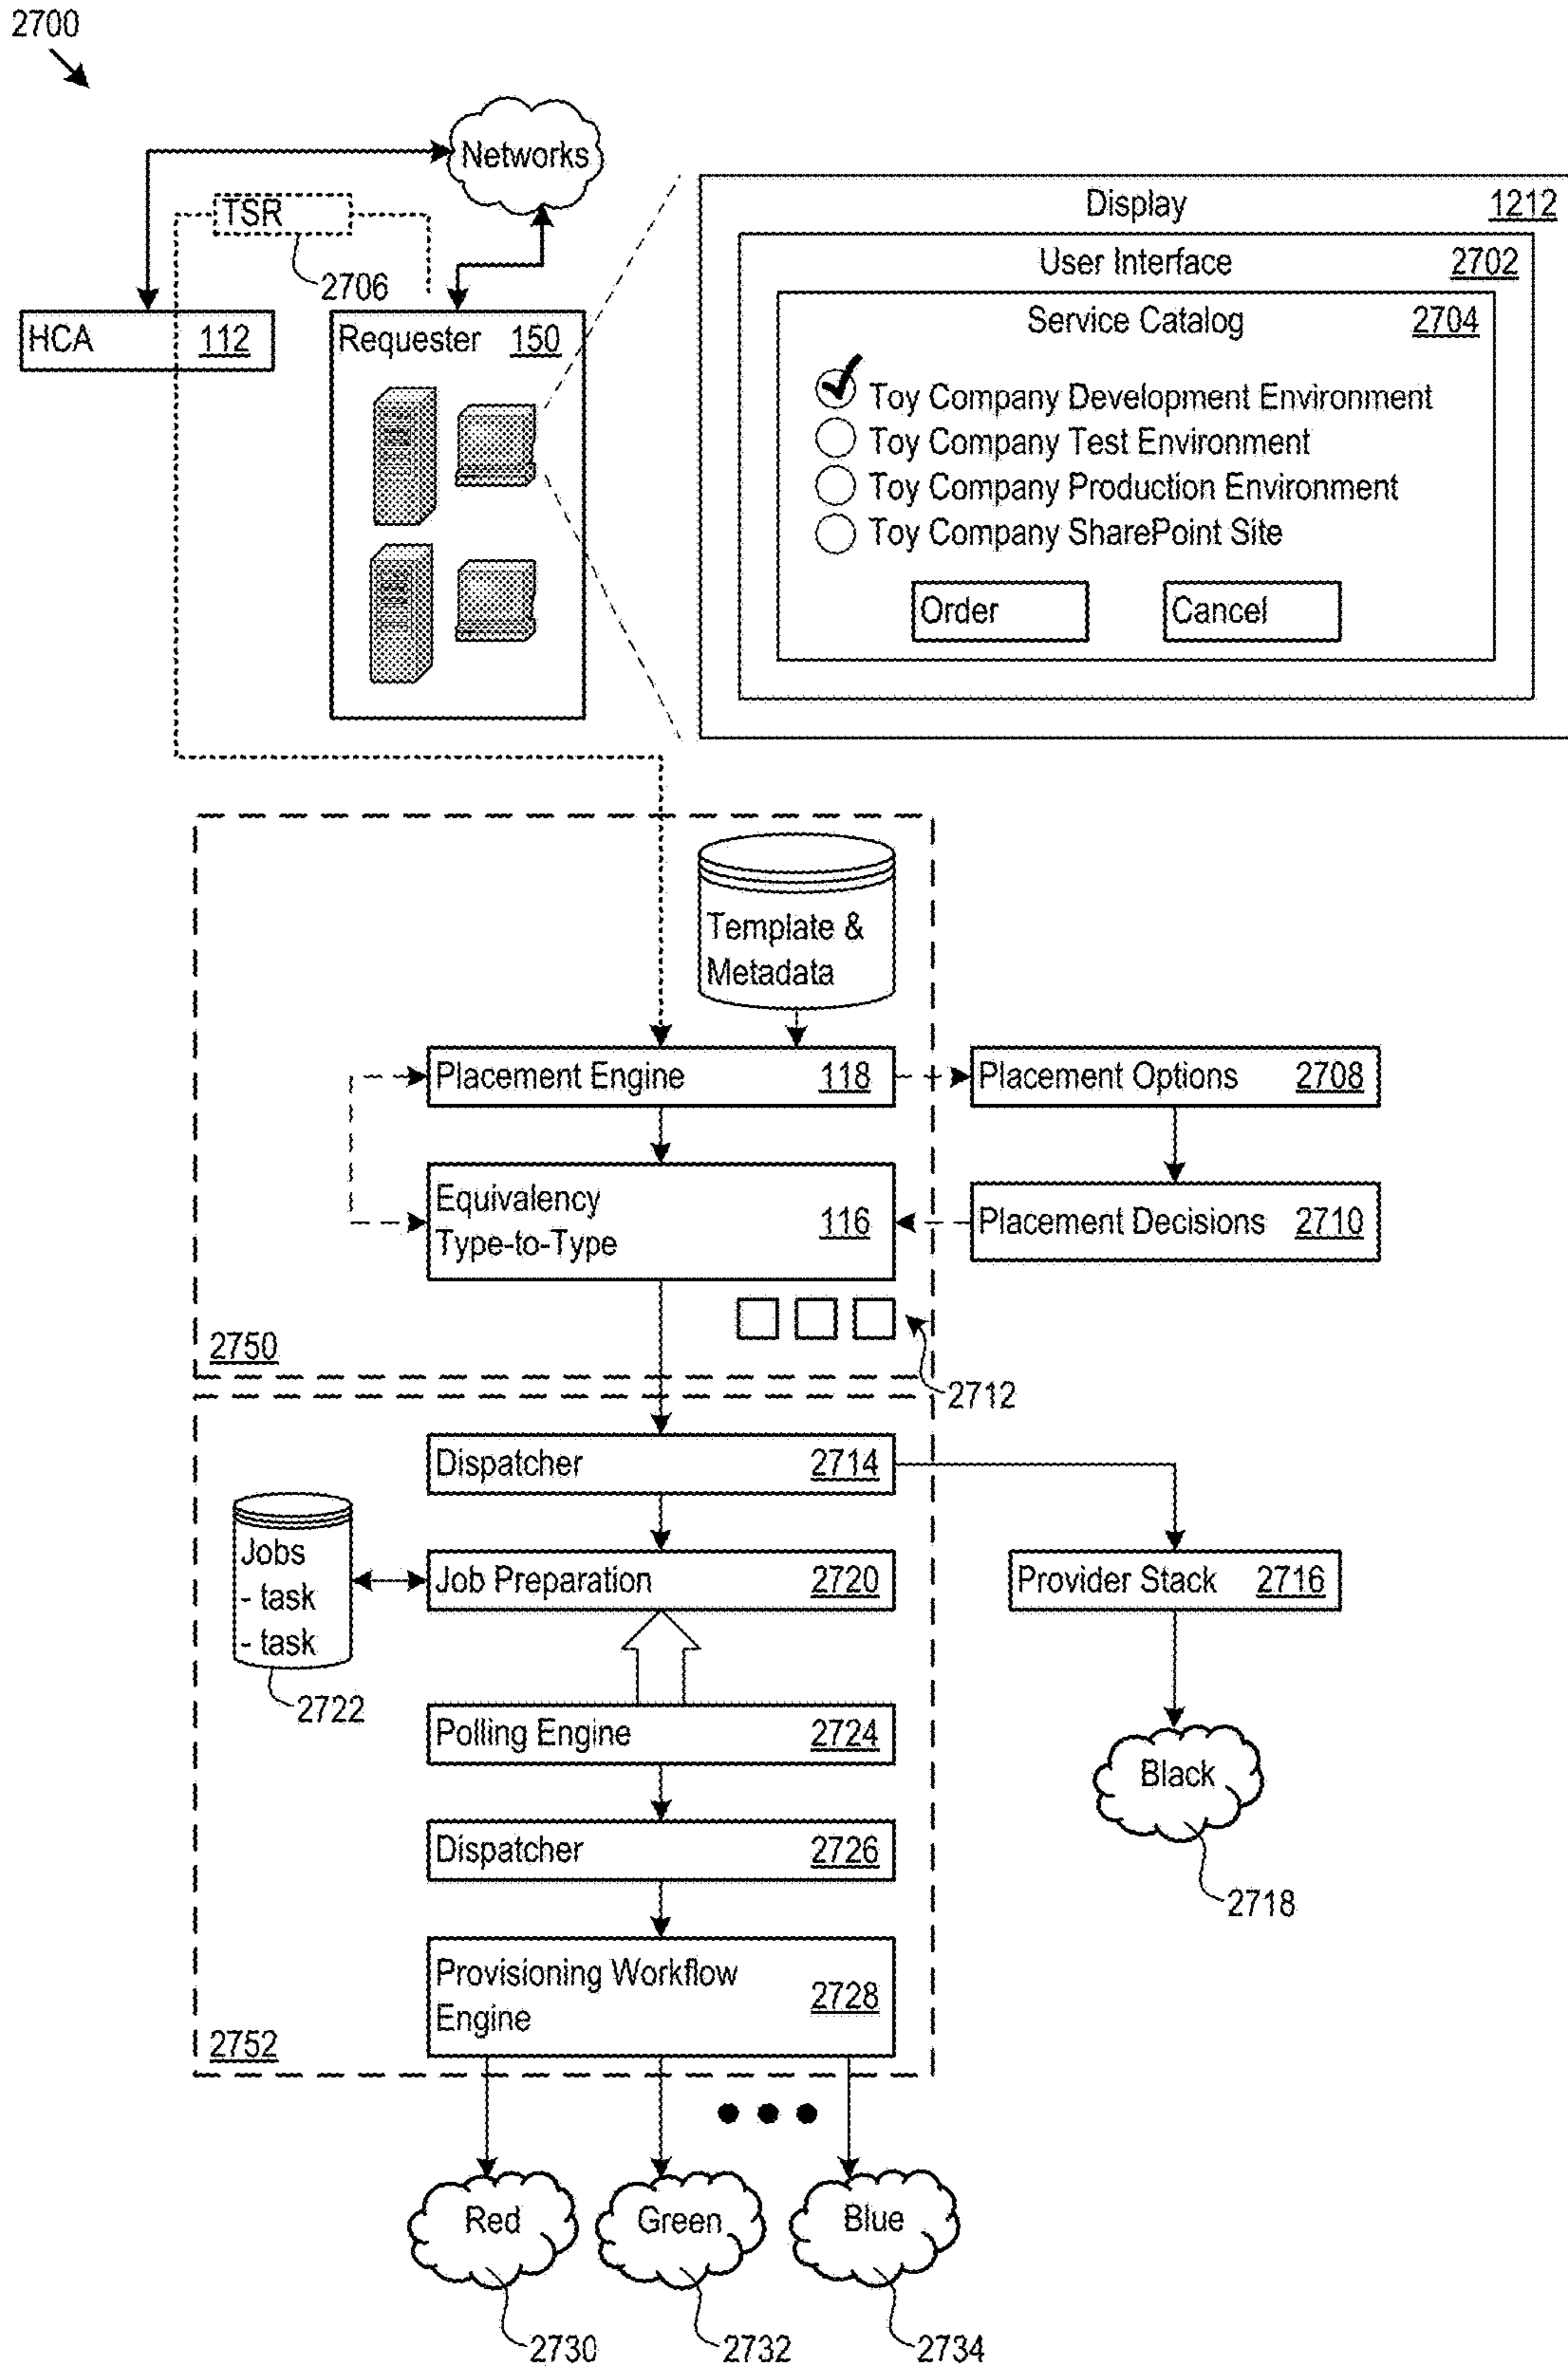 2700
Networks
TSR
2706
HCA 112
Requester 150
Display 1212
User Interface 2702
Service Catalog 2704
Toy Company Development Environment
Toy Company Test Environment
Toy Company Production Environment
Toy Company SharePoint Site
Order
Cancel
Template &
Metadata
Placement Engine 118
Placement Options 2708
Equivalency
Type-to-Type
116
Placement Decisions 2710
2750
2712
Dispatcher 2714
Jobs
- task
- task
2722
Job Preparation 2720
Provider Stack 2716
Polling Engine 2724
Black
2718
Dispatcher 2726
Provisioning Workflow
Engine
2728
2752
Red
Green
Blue
2730
2732
2734